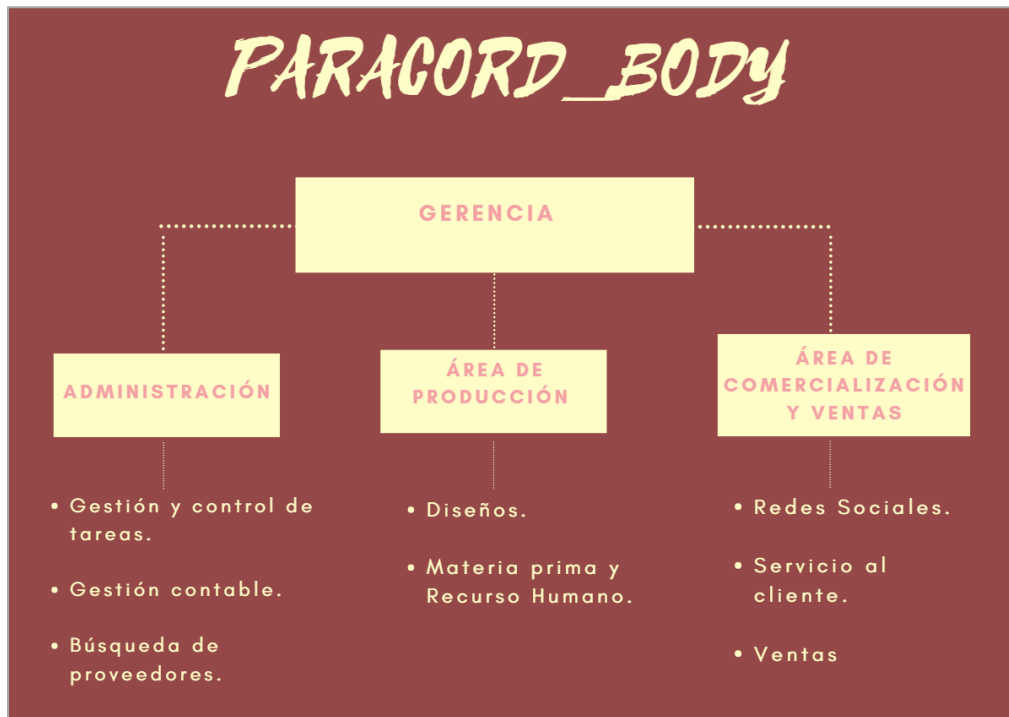 PARACORD_BODY
GERENCIA
ADMINISTRACIÓN
ÁREA DE
PRODUCCIÓN
ÁREA DE
COMERCIALIZACIÓN
Y VENTAS
• Gestión y control de
tareas.
• Gestión contable.
• Búsqueda de
proveedores.
• Diseños.
• Materia prima y
Recurso Humano.
• Redes Sociales.
• Servicio al
cliente.
• Ventas